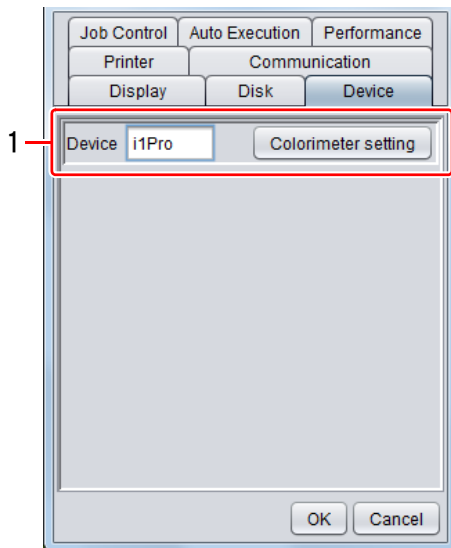 Job Control Auto Execution Performance
Printer Communication
Display Disk Device
1 Device i1Pro Colorimeter setting
OK Cancel